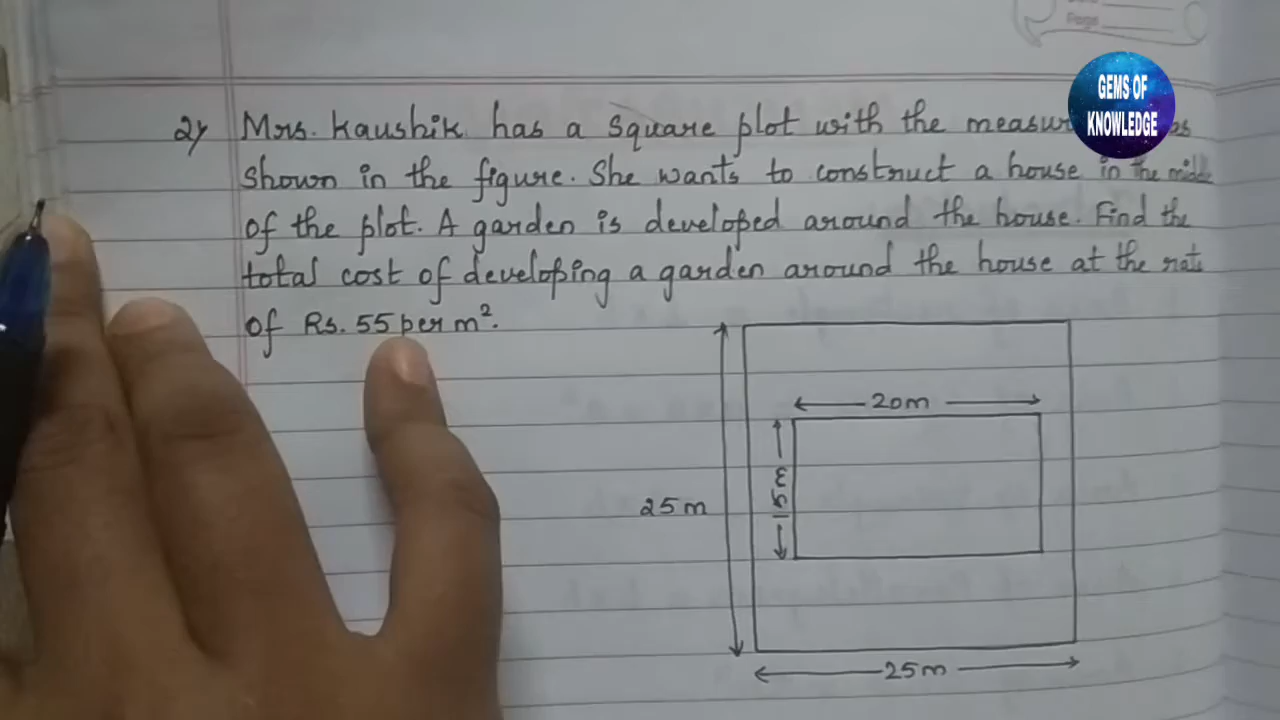 Page
GEMS OF
KNOWLEDGE
2) Mrs. Kaushik has a square plot with the
shown in the figure. She wants to construct a house in the
of the plot. A garden is developed around the house. Find the
total cost of developing a garden around the house at the rate
of Rs. 55 per m².
20m
15m
25m
25m